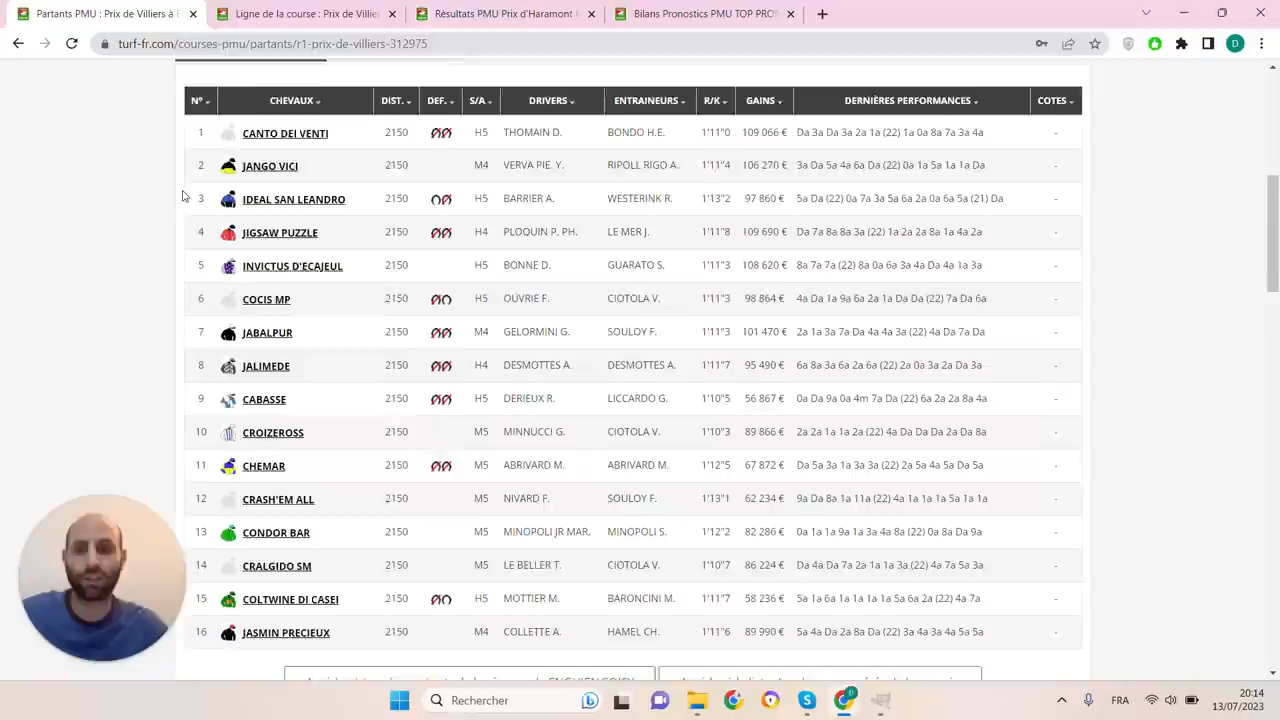 Partants PMU : Prix de Villiers à E
Ligne de la course : Prix de Villier
Résultats PMU Prix d'Haramont
Bilans Pronostics PMU TOP PRO
turf-fr.com/courses-pmu/partants/r1-prix-de-villiers-312975
N° CHEVAUX DIST. DEF. S/A DRIVERS ENTRAINEURS R/K GAINS DERNIÈRES PERFORMANCES COTES
1 CANTO DEI VENTI 2150 H5 THOMAIN D. BONDO H.E. 1'11"0 109 066 € Da 3a Da 3a 2a 1a (22) 1a 0a 8a 7a 3a 4a -
2 JANGO VICI 2150 M4 VERVA PIE. Y. RIPOLL RIGO A. 1'11"4 106 270 € 3a Da 5a 4a 6a Da (22) 0a 1a 5a 1a 1a Da -
3 IDEAL SAN LEANDRO 2150 H5 BARRIER A. WESTERINK R. 1'13"2 97 860 € 5a Da (22) 0a 7a 3a 5a 6a 2a 0a 6a 5a (21) Da -
4 JIGSAW PUZZLE 2150 H4 PLOQUIN P. PH. LE MER J. 1'11"8 109 690 € Da 7a 8a 8a 3a (22) 1a 2a 2a 8a 1a 4a 2a -
5 INVICTUS D'ECAJEUL 2150 H5 BONNE D. GUARATO S. 1'11"3 108 620 € 8a 7a 7a (22) 8a 0a 6a 3a 4a Da 4a 1a 3a -
6 COCIS MP 2150 H5 OUVRIE F. CIOTOLA V. 1'11"3 98 864 € 4a Da 1a 9a 6a 2a 1a Da Da (22) 7a Da 6a -
7 JABALPUR 2150 M4 GELORMINI G. SOULOY F. 1'11"3 101 470 € 2a 1a 3a 7a Da 4a 4a 3a (22) 4a Da 7a Da -
8 JALIMEDE 2150 H4 DESMOTTES A. DESMOTTES A. 1'11"7 95 490 € 6a 8a 3a 6a 2a 6a (22) 2a 0a 3a 2a Da 3a -
9 CABASSE 2150 H5 DERIEUX R. LICCARDO G. 1'10"5 56 867 € 0a Da 9a 0a 4m 7a Da (22) 6a 2a 2a 8a 4a -
10 CROIZEROSS 2150 M5 MINNUCCI G. CIOTOLA V. 1'10"3 89 866 € 2a 2a 1a 1a 2a (22) 4a Da Da Da 2a Da 8a -
11 CHEMAR 2150 M5 ABRIVARD M. ABRIVARD M. 1'12"5 67 872 € Da 5a 3a 1a 3a 3a (22) 2a 5a 4a 5a Da 5a -
12 CRASH'EM ALL 2150 M5 NIVARD F. SOULOY F. 1'13"1 62 234 € 9a Da 8a 1a 11a (22) 4a 1a 1a 1a 5a 1a 1a -
13 CONDOR BAR 2150 M5 MINOPOLI JR MAR. MINOPOLI S. 1'12"2 82 286 € 0a 1a 1a 9a 1a 3a 4a 8a (22) 0a 8a Da 9a -
14 CRALGIDO SM 2150 M5 LE BELLER T. CIOTOLA V. 1'10"7 86 224 € Da 4a Da 7a 2a 1a 1a 3a (22) 4a 7a 5a 3a -
15 COLTWINE DI CASEI 2150 H5 MOTTIER M. BARONCINI M. 1'11"7 58 236 € 5a 1a 6a 1a 1a 1a 1a 5a 6a 2a (22) 4a 7a -
16 JASMIN PRECIEUX 2150 M4 COLLETTE A. HAMEL CH. 1'11"6 89 990 € 5a 4a Da 2a 8a Da (22) 3a 4a 3a 4a 5a 5a -
Rechercher
FRA
20:14
13/07/2023